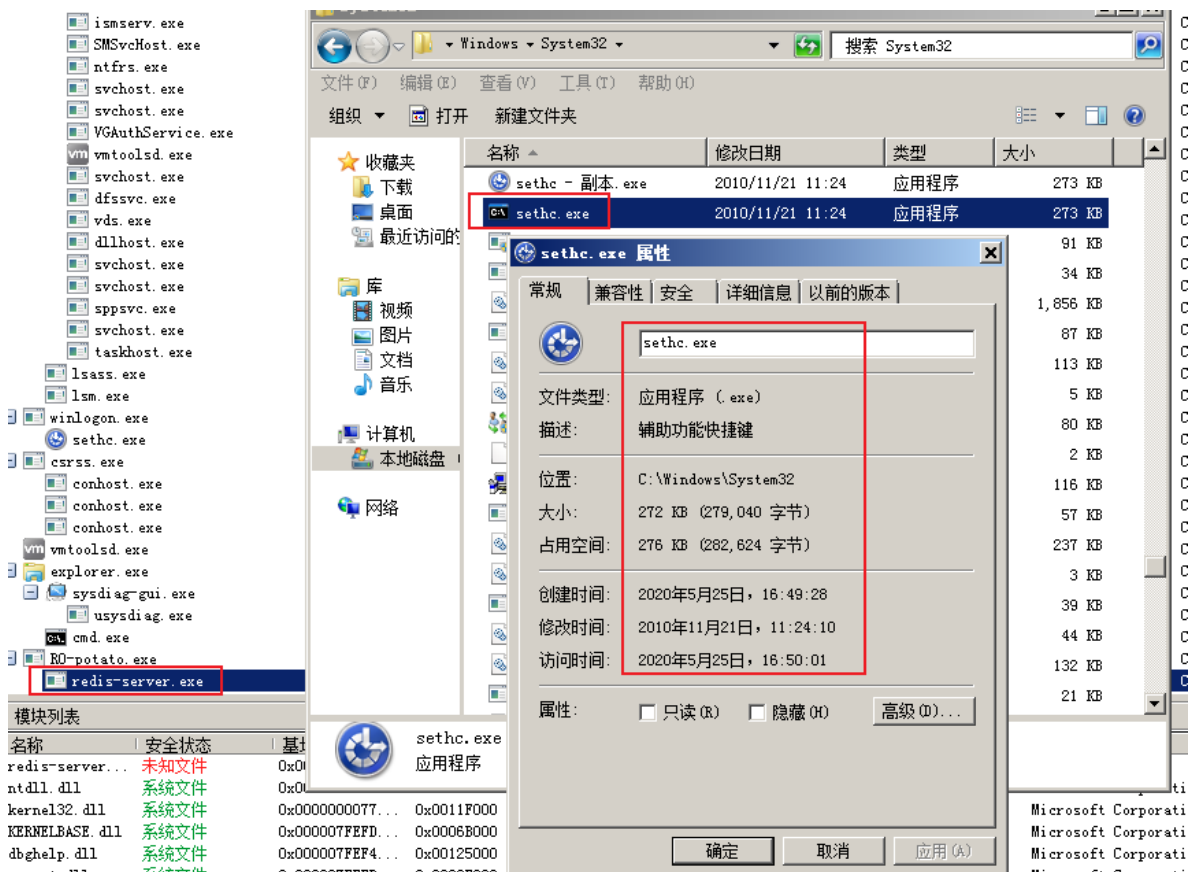 ismserv.exe
SMSvcHost.exe
ntfrs.exe
svchost.exe
svchost.exe
VGAuthService.exe
vmtoolsd.exe
svchost.exe
dfssvc.exe
vds.exe
dllhost.exe
svchost.exe
svchost.exe
sppsvc.exe
svchost.exe
taskhost.exe
lsass.exe
lsm.exe
winlogon.exe
sethc.exe
csrss.exe
conhost.exe
conhost.exe
conhost.exe
vmtoolsd.exe
explorer.exe
sysdiag-gui.exe
usysdiag.exe
cmd.exe
RO-potato.exe
redis-server.exe
模块列表
名称 安全状态 基
redis-server... 未知文件
ntdll.dll 系统文件
kernel32.dll 系统文件 0x0000000077... 0x0011F000 Microsoft Corporati
KERNELBASE.dll 系统文件 0x000007FEFD... 0x0006B000 Microsoft Corporati
dbghelp.dll 系统文件 0x000007FEF4... 0x00125000 Microsoft Corporati
Windows System32
搜索 System32
文件(F) 编辑(E) 查看(V) 工具(T) 帮助(H)
组织 打开 新建文件夹
收藏夹
下载
桌面
最近访问的
库
视频
图片
文档
音乐
计算机
本地磁盘
网络
名称 修改日期 类型 大小
sethc - 副本.exe 2010/11/21 11:24 应用程序 273 KB
sethc.exe 2010/11/21 11:24 应用程序 273 KB
91 KB
34 KB
1,856 KB
87 KB
113 KB
5 KB
80 KB
2 KB
116 KB
57 KB
237 KB
3 KB
39 KB
44 KB
132 KB
21 KB
sethc.exe
应用程序
sethc.exe 属性
常规 兼容性 安全 详细信息 以前的版本
sethc.exe
文件类型: 应用程序 (.exe)
描述: 辅助功能快捷键
位置: C:\Windows\System32
大小: 272 KB (279,040 字节)
占用空间: 276 KB (282,624 字节)
创建时间: 2020年5月25日，16:49:28
修改时间: 2010年11月21日，11:24:10
访问时间: 2020年5月25日，16:50:01
属性: 只读(R) 隐藏(H) 高级(D)...
确定 取消 应用(A)